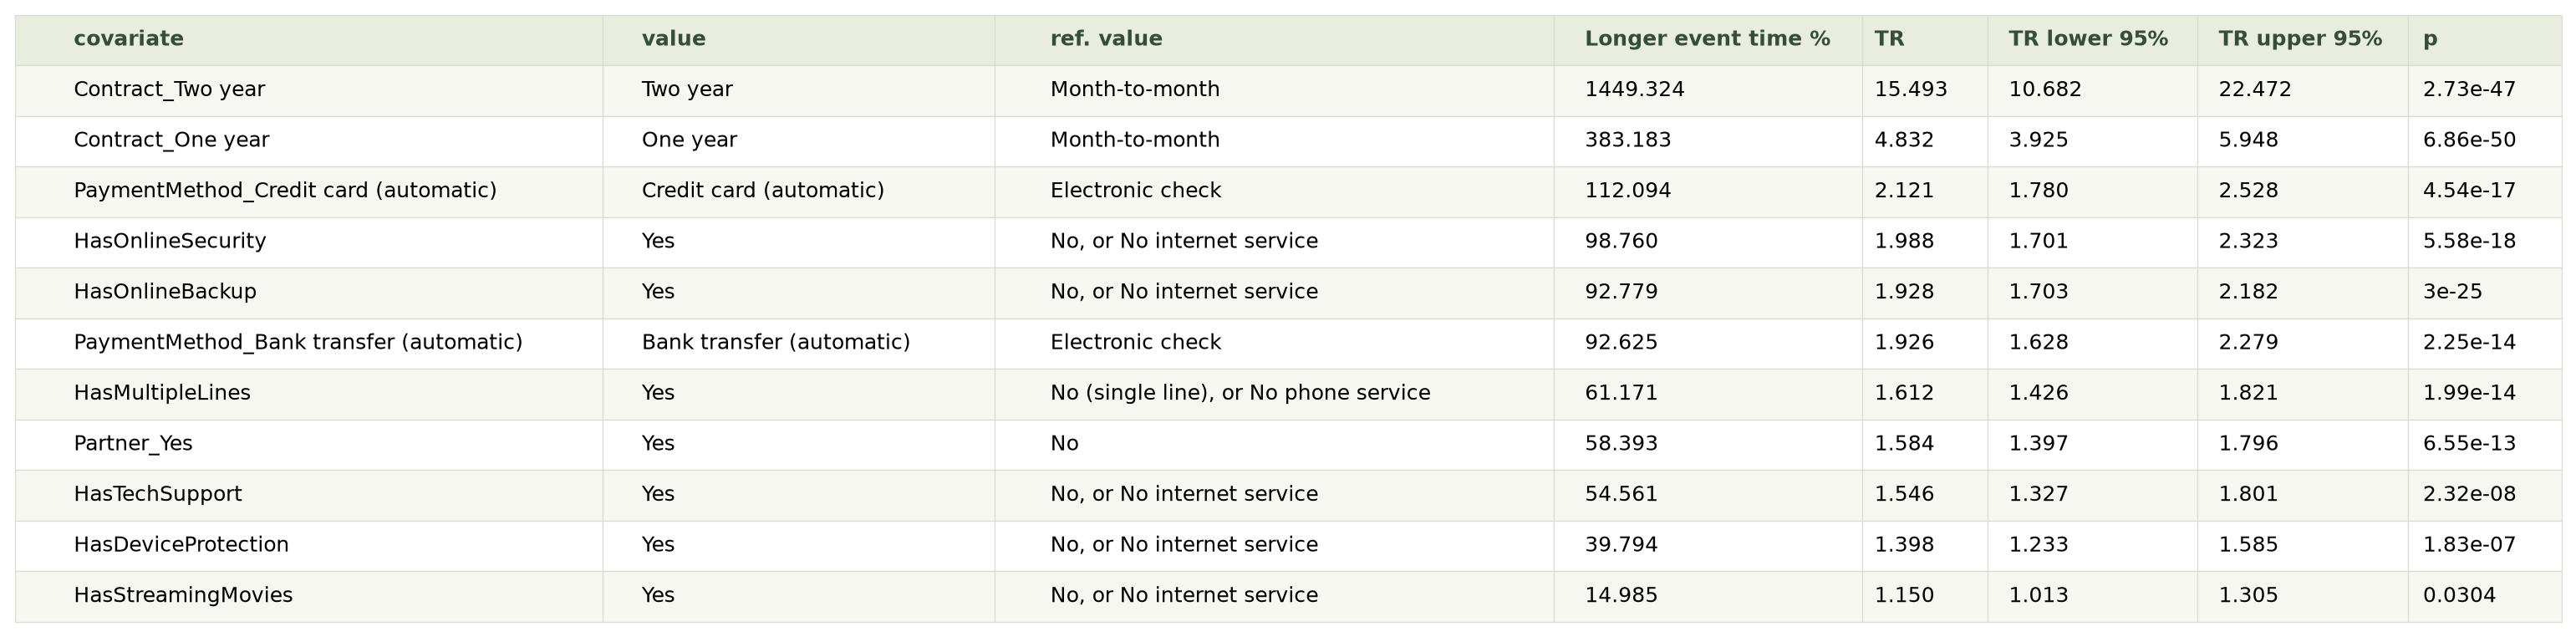 covariate value ref. value Longer event time % TR TR lower 95% TR upper 95% p
Contract_Two year Two year Month-to-month 1449.324 15.493 10.682 22.472 2.73e-47
Contract_One year One year Month-to-month 383.183 4.832 3.925 5.948 6.86e-50
PaymentMethod_Credit card (automatic) Credit card (automatic) Electronic check 112.094 2.121 1.780 2.528 4.54e-17
HasOnlineSecurity Yes No, or No internet service 98.760 1.988 1.701 2.323 5.58e-18
HasOnlineBackup Yes No, or No internet service 92.779 1.928 1.703 2.182 3e-25
PaymentMethod_Bank transfer (automatic) Bank transfer (automatic) Electronic check 92.625 1.926 1.628 2.279 2.25e-14
HasMultipleLines Yes No (single line), or No phone service 61.171 1.612 1.426 1.821 1.99e-14
Partner_Yes Yes No 58.393 1.584 1.397 1.796 6.55e-13
HasTechSupport Yes No, or No internet service 54.561 1.546 1.327 1.801 2.32e-08
HasDeviceProtection Yes No, or No internet service 39.794 1.398 1.233 1.585 1.83e-07
HasStreamingMovies Yes No, or No internet service 14.985 1.150 1.013 1.305 0.0304